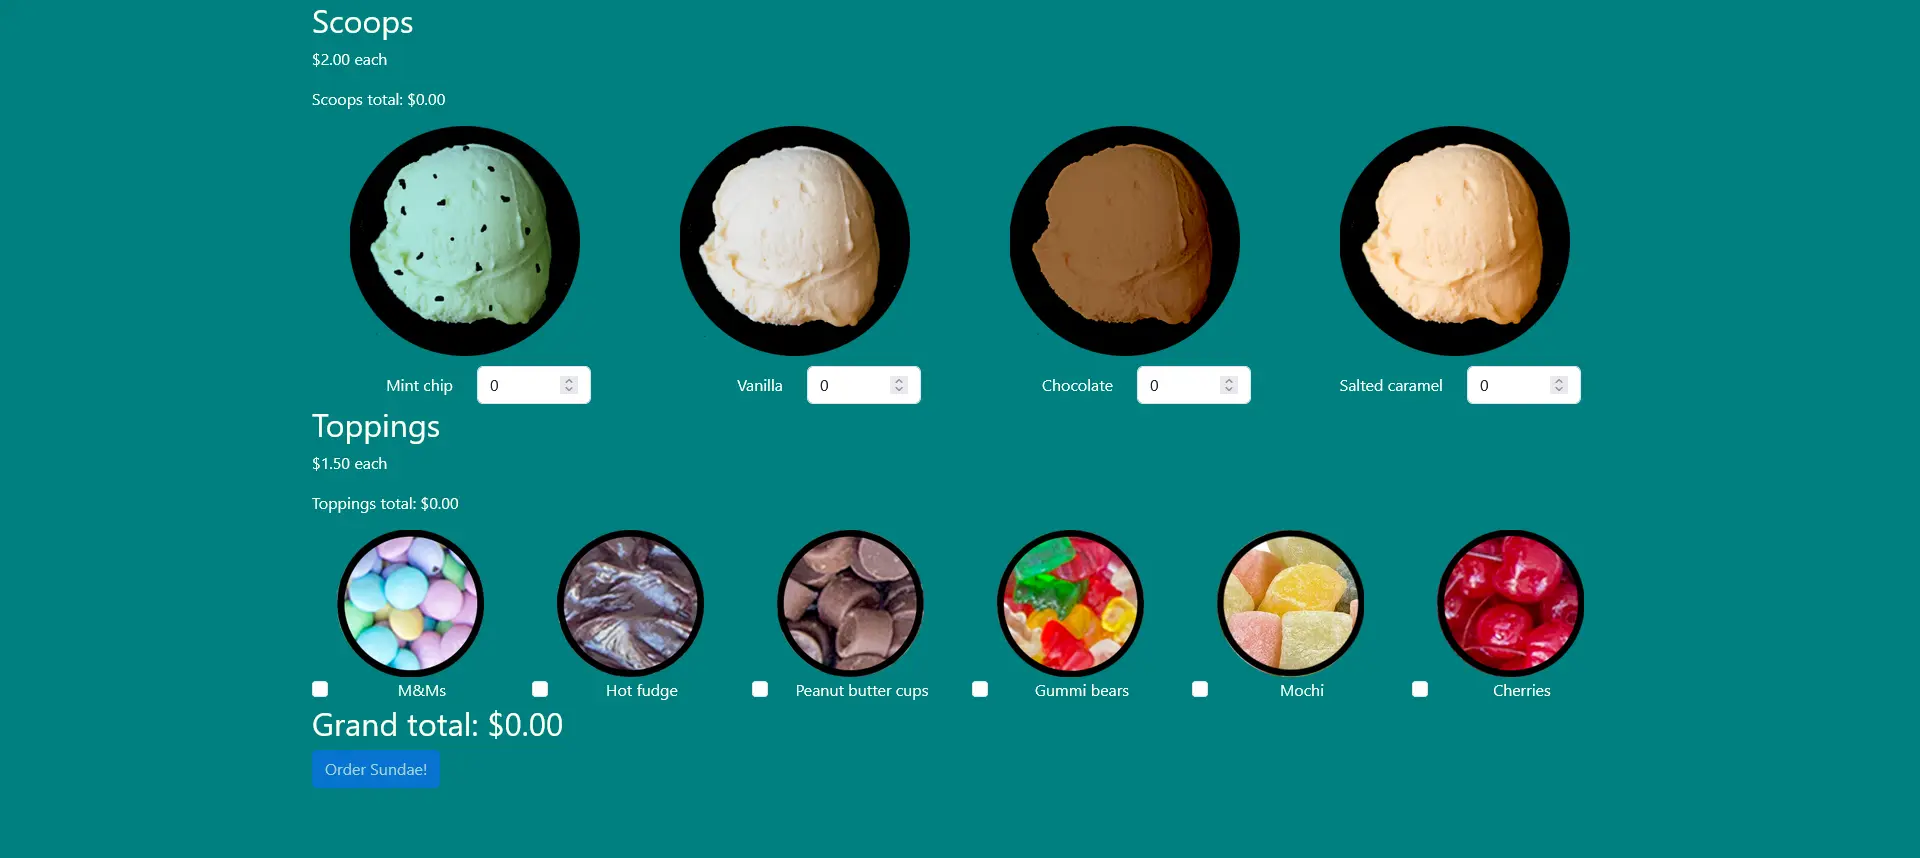 Scoops
$2.00 each
Scoops total: $0.00
Mint chip 0 Vanilla 0 Chocolate 0 Salted caramel 0
Toppings
$1.50 each
Toppings total: $0.00
M&Ms Hot fudge Peanut butter cups Gummi bears Mochi Cherries
Grand total: $0.00
Order Sundae!